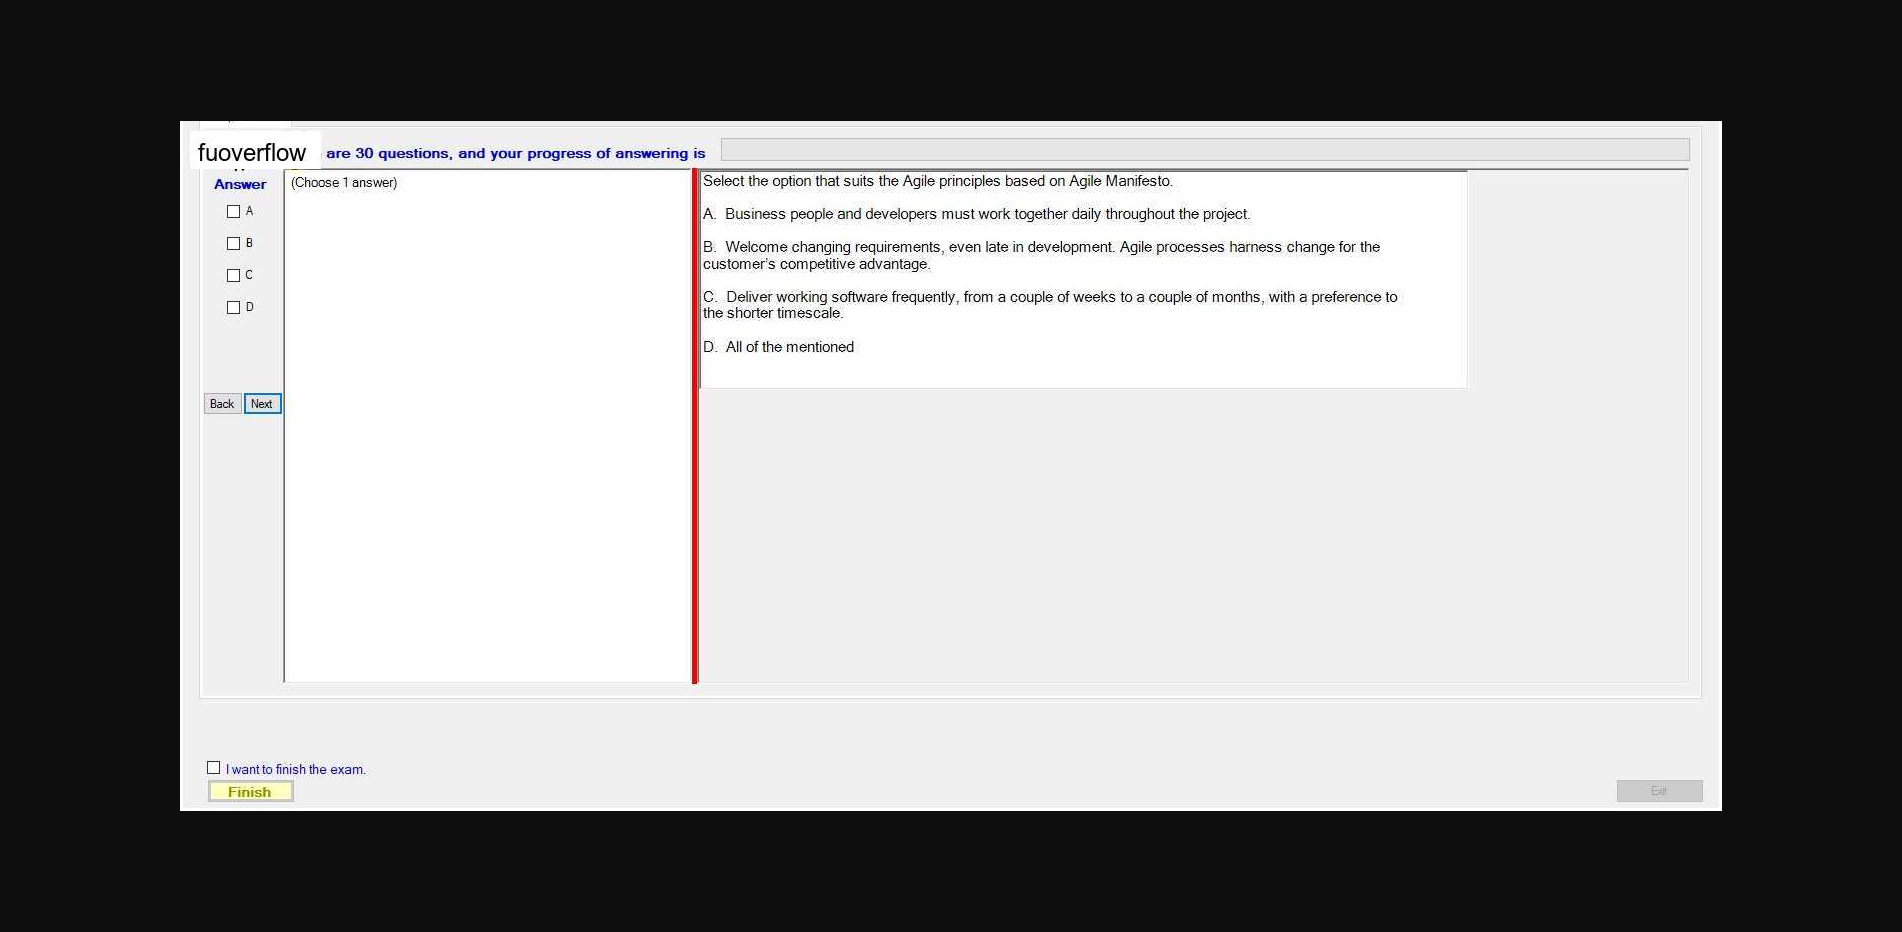 fuoverflow are 30 questions, and your progress of answering is
Answer
(Choose 1 answer)
A
B
C
D
Back Next
Select the option that suits the Agile principles based on Agile Manifesto.
A. Business people and developers must work together daily throughout the project.
B. Welcome changing requirements, even late in development. Agile processes harness change for the
customer's competitive advantage.
C. Deliver working software frequently, from a couple of weeks to a couple of months, with a preference to
the shorter timescale.
D. All of the mentioned
I want to finish the exam.
Finish
Exit